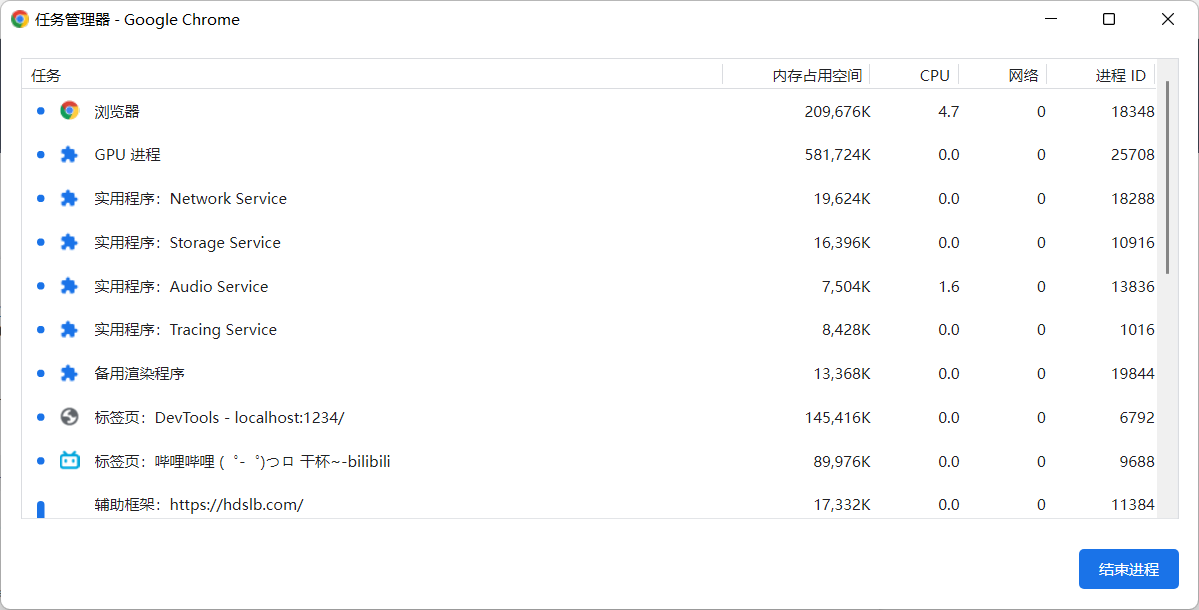 任务管理器 - Google Chrome
任务 内存占用空间 CPU 网络 进程 ID
浏览器 209,676K 4.7 0 18348
GPU 进程 581,724K 0.0 0 25708
实用程序：Network Service 19,624K 0.0 0 18288
实用程序：Storage Service 16,396K 0.0 0 10916
实用程序：Audio Service 7,504K 1.6 0 13836
实用程序：Tracing Service 8,428K 0.0 0 1016
备用渲染程序 13,368K 0.0 0 19844
标签页：DevTools - localhost:1234/ 145,416K 0.0 0 6792
标签页：哔哩哔哩 (゜-゜)つロ 干杯~-bilibili 89,976K 0.0 0 9688
辅助框架：https://hdslb.com/ 17,332K 0.0 0 11384
结束进程